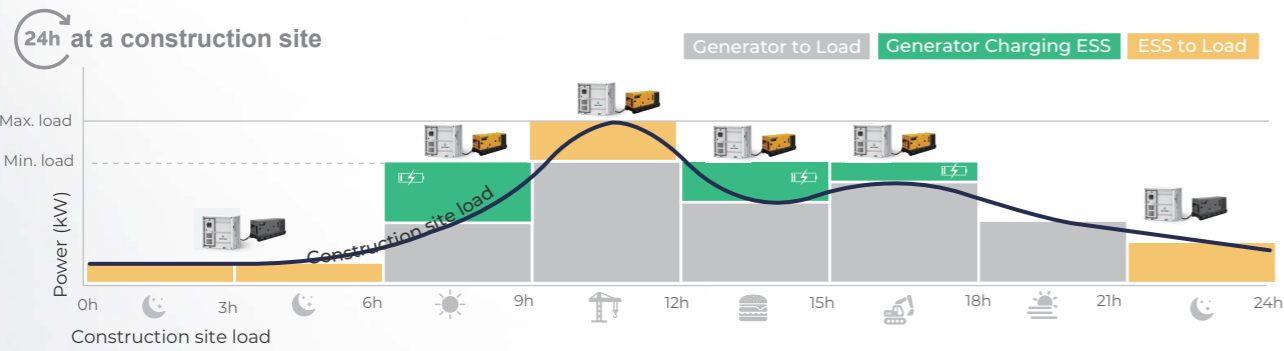 24h at a construction site
Generator to Load
Generator Charging ESS
ESS to Load
Max. load
Min. load
Power (kW)
Construction site load
0h
3h
6h
9h
12h
15h
18h
21h
24h
Construction site load